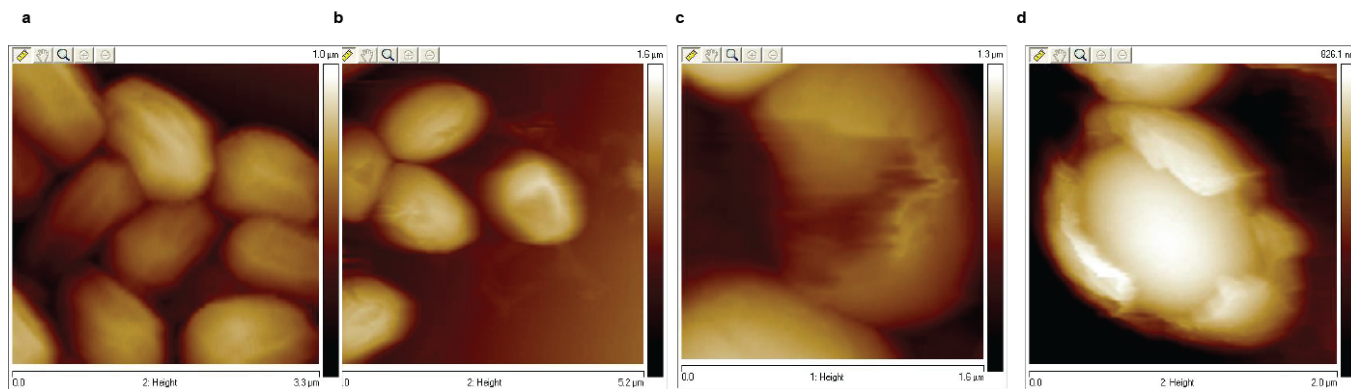 a
b
c
d
1.0 µm
1.6 µm
1.3 µm
0.0
2: Height
3.3 µm
.0
2: Height
5.2 µm
0.0
1: Height
1.6 µm
0.0
2: Height
2.0 µm